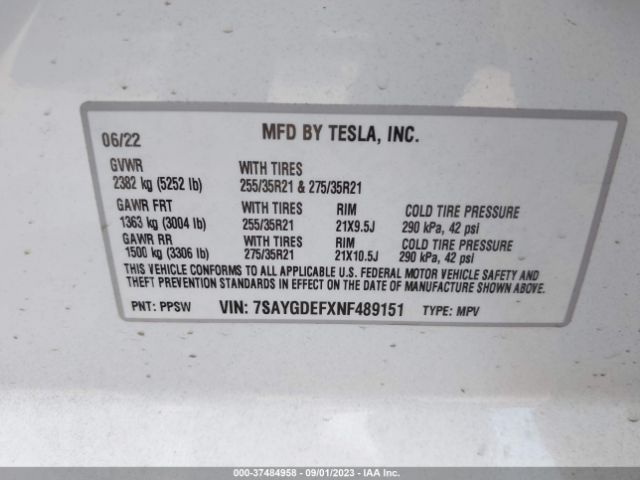 06/22 MFD BY TESLA, INC.
GVWR WITH TIRES
2382 kg (5252 lb) 255/35R21 & 275/35R21
GAWR FRT WITH TIRES RIM COLD TIRE PRESSURE
1363 kg (3004 lb) 255/35R21 21X9.5J 290 kPa, 42 psi
GAWR RR WITH TIRES RIM COLD TIRE PRESSURE
1500 kg (3306 lb) 275/35R21 21X10.5J 290 kPa, 42 psi
THIS VEHICLE CONFORMS TO ALL APPLICABLE U.S. FEDERAL MOTOR VEHICLE SAFETY AND
THEFT PREVENTION STANDARDS IN EFFECT ON THE DATE OF MANUFACTURE SHOWN ABOVE.
PNT: PPSW VIN: 7SAYGDEFXNF489151 TYPE: MPV
000-37484958 - 09/01/2023 - IAA Inc.